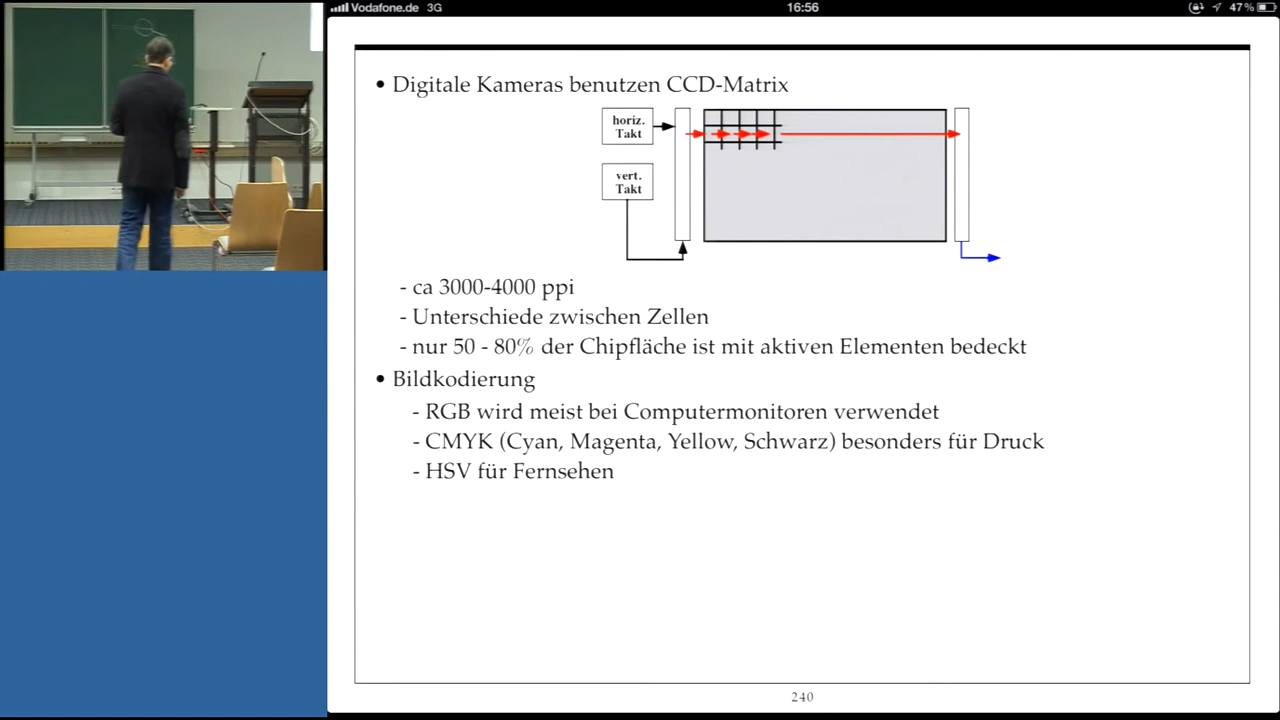 Vodafone.de 3G 16:56 47%
• Digitale Kameras benutzen CCD-Matrix
horiz.
Takt
vert.
Takt
- ca 3000-4000 ppi
- Unterschiede zwischen Zellen
- nur 50 - 80% der Chipfläche ist mit aktiven Elementen bedeckt
• Bildkodierung
- RGB wird meist bei Computermonitoren verwendet
- CMYK (Cyan, Magenta, Yellow, Schwarz) besonders für Druck
- HSV für Fernsehen
240